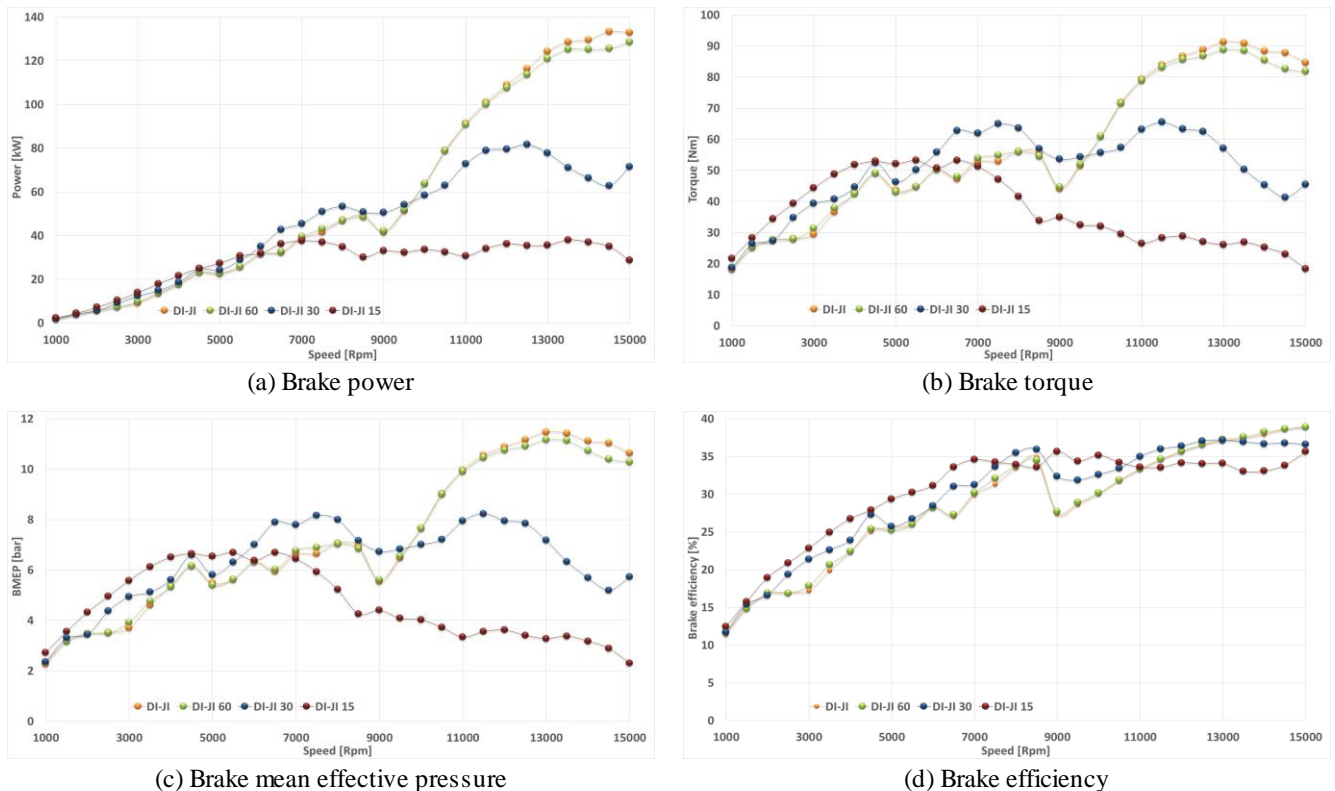 140
120
100
80
60
40
20
0
Power [kW]
DI-JI DI-JI 60 DI-JI 30 DI-JI 15
1000 3000 5000 7000 9000 11000 13000 15000
Speed [Rpm]
(a) Brake power
100
90
80
70
60
50
40
30
20
10
0
Torque [Nm]
DI-JI DI-JI 60 DI-JI 30 DI-JI 15
1000 3000 5000 7000 9000 11000 13000 15000
Speed [Rpm]
(b) Brake torque
12
10
8
6
4
2
0
BMEP [bar]
DI-JI DI-JI 60 DI-JI 30 DI-JI 15
1000 3000 5000 7000 9000 11000 13000 15000
Speed [Rpm]
(c) Brake mean effective pressure
40
35
30
25
20
15
10
5
0
Brake efficiency [%]
DI-JI DI-JI 60 DI-JI 30 DI-JI 15
1000 3000 5000 7000 9000 11000 13000 15000
Speed [Rpm]
(d) Brake efficiency